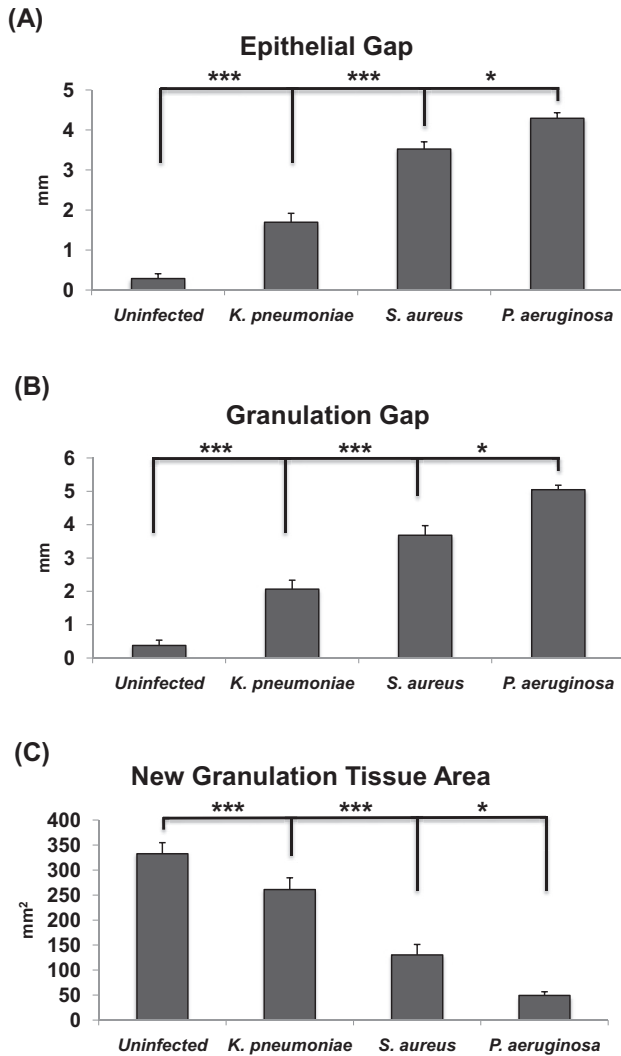 (A)
Epithelial Gap
*** *** *
5
4
3
2
1
0
mm
Uninfected K. pneumoniae S. aureus P. aeruginosa
(B)
Granulation Gap
*** *** *
6
5
4
3
2
1
0
mm
Uninfected K. pneumoniae S. aureus P. aeruginosa
(C)
New Granulation Tissue Area
*** *** *
400
350
300
250
200
150
100
50
0
mm²
Uninfected K. pneumoniae S. aureus P. aeruginosa